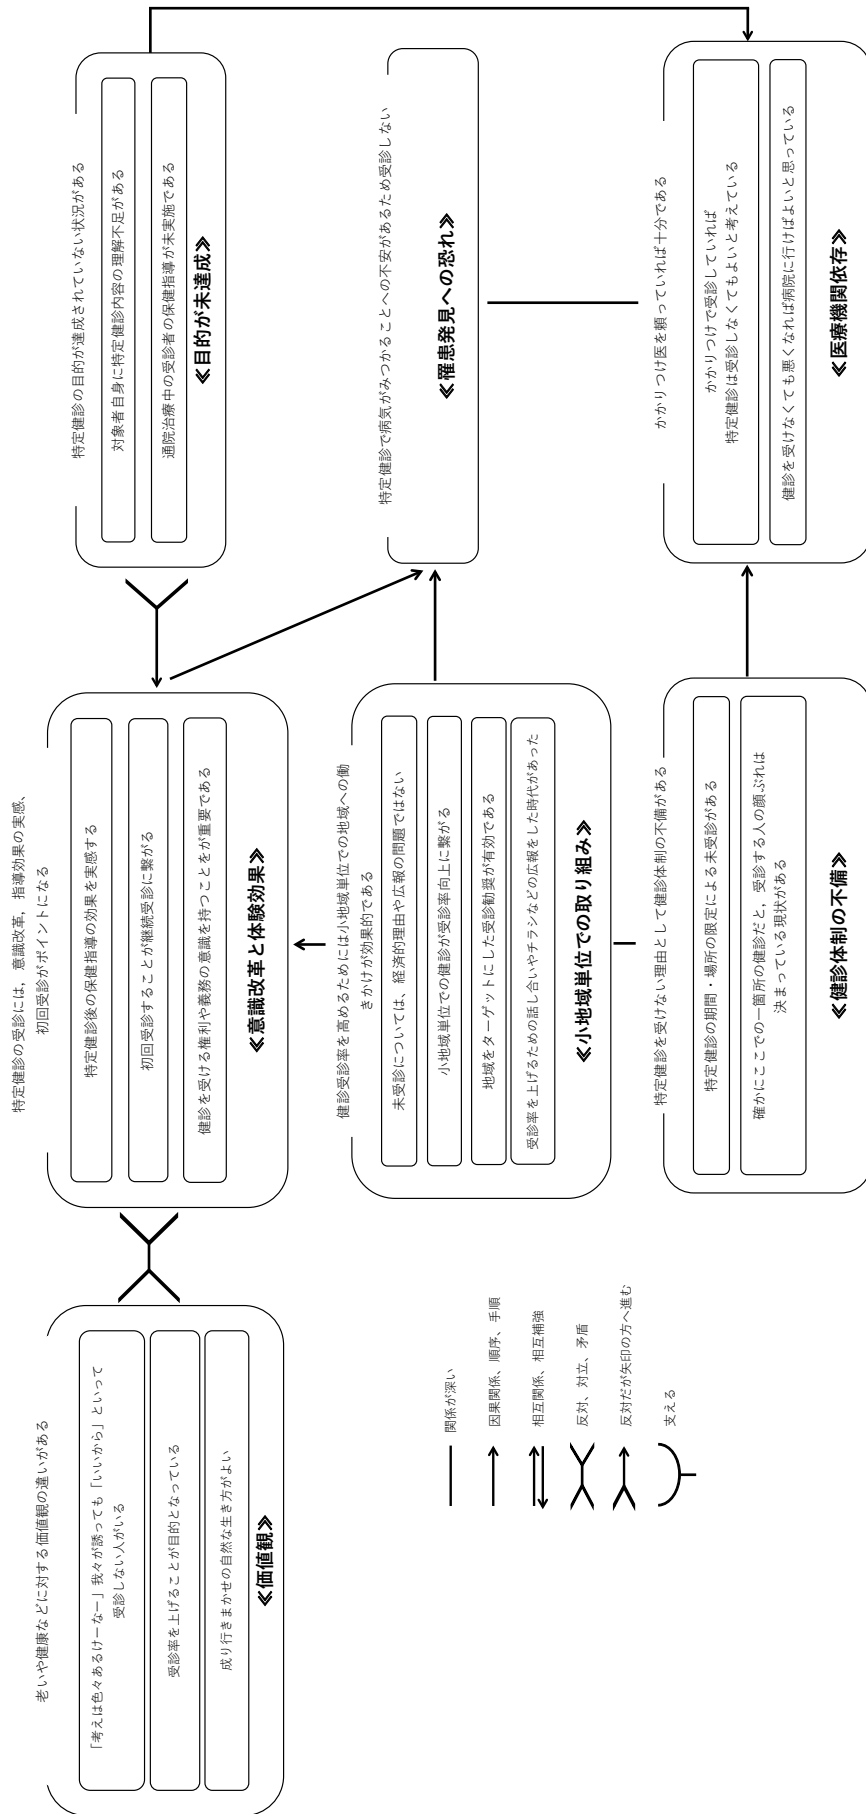 老いや健康などに対する価値観の違いがある
「考えは色々あるけーなー」我々が誘っても「いいから」といって
受診しない人がいる
受診率を上げることが目的となっている
成り行きまかせの自然な生き方がよい
≪価値観≫
特定健診の受診には，意識改革，指導効果の実感、
初回受診がポイントになる
特定健診後の保健指導の効果を実感する
初回受診することが継続受診に繋がる
健診を受ける権利や義務の意識を持つことをが重要である
≪意識改革と体験効果≫
特定健診の目的が達成されていない状況がある
対象者自身に特定健診内容の理解不足がある
通院治療中の受診者の保健指導が未実施である
≪目的が未達成≫
健診受診率を高めるためには小地域単位での地域への働
きかけが効果的である
未受診については、経済的理由や広報の問題ではない
小地域単位での健診が受診率向上に繋がる
地域をターゲットにした受診勧奨が有効である
受診率を上げるための話し合いやチラシなどの広報をした時代があった
≪小地域単位での取り組み≫
特定健診で病気がみつかることへの不安があるため受診しない
≪罹患発見への恐れ≫
特定健診を受けない理由として健診体制の不備がある
特定健診の期間・場所の限定による未受診がある
確かにここでの一箇所の健診だと，受診する人の顔ぶれは
決まっている現状がある
≪健診体制の不備≫
かかりつけ医を頼っていれば十分である
かかりつけで受診していれば
特定健診は受診しなくてもよいと考えている
健診を受けなくても悪くなれば病院に行けばよいと思っている
≪医療機関依存≫
関係が深い
因果関係、順序、手順
相互関係、相互補強
反対、対立、矛盾
反対だが矢印の方へ進む
支える